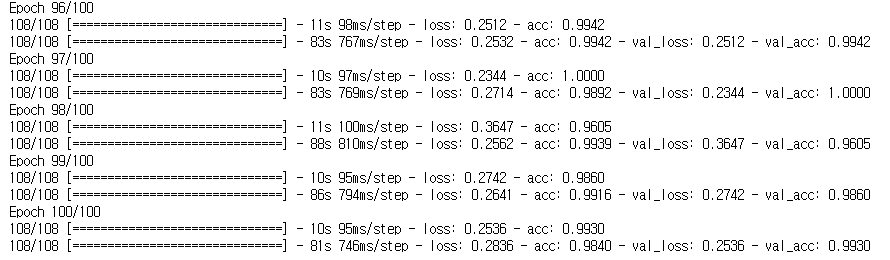 Epoch 96/100
108/108 [==============================] - 11s 98ms/step - loss: 0.2512 - acc: 0.9942
108/108 [==============================] - 83s 767ms/step - loss: 0.2532 - acc: 0.9942 - val_loss: 0.2512 - val_acc: 0.9942
Epoch 97/100
108/108 [==============================] - 10s 97ms/step - loss: 0.2344 - acc: 1.0000
108/108 [==============================] - 83s 769ms/step - loss: 0.2714 - acc: 0.9892 - val_loss: 0.2344 - val_acc: 1.0000
Epoch 98/100
108/108 [==============================] - 11s 100ms/step - loss: 0.3647 - acc: 0.9605
108/108 [==============================] - 88s 810ms/step - loss: 0.2562 - acc: 0.9939 - val_loss: 0.3647 - val_acc: 0.9605
Epoch 99/100
108/108 [==============================] - 10s 95ms/step - loss: 0.2742 - acc: 0.9860
108/108 [==============================] - 86s 794ms/step - loss: 0.2641 - acc: 0.9916 - val_loss: 0.2742 - val_acc: 0.9860
Epoch 100/100
108/108 [==============================] - 10s 95ms/step - loss: 0.2536 - acc: 0.9930
108/108 [==============================] - 81s 746ms/step - loss: 0.2836 - acc: 0.9840 - val_loss: 0.2536 - val_acc: 0.9930